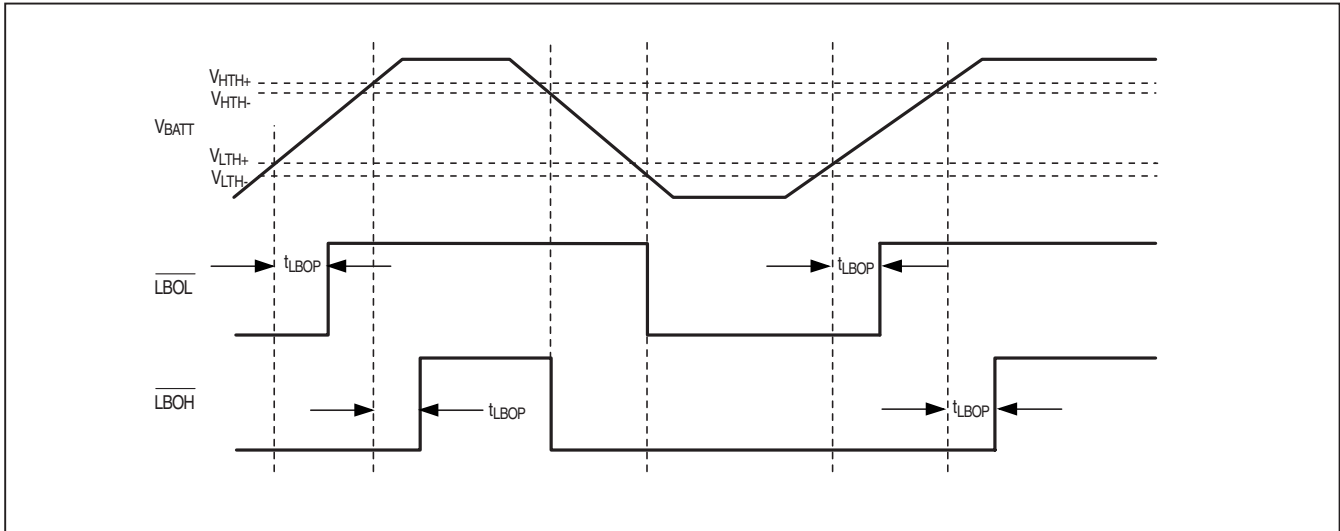 VHTH+
VHTH-
VBATT
VLTH+
VLTH-
tLBOP
tLBOP
LBOL
LBOH
tLBOP
tLBOP